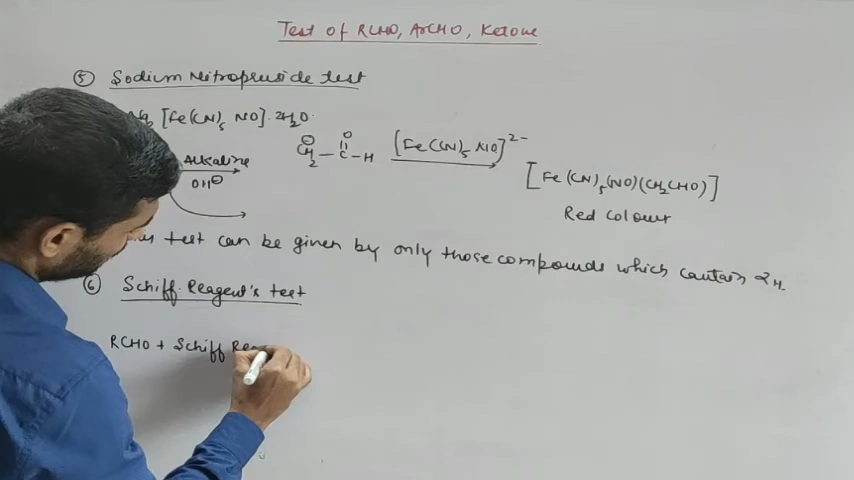 Test of RCHO, ArCHO, Ketone
⑤ Sodium Nitropruside test
[Fe(CN)₅ NO]. 2H₂O.
Alkaline
OH⊖
⊖CH₂ – C – H
O
[Fe(CN)₅ NO]²⁻
[Fe(CN)₅(NO)(CH₂CHO)]
Red Colour
test can be given by only those compounds which contain αH.
⑥ Schiff Reagent's test
RCHO + Schiff